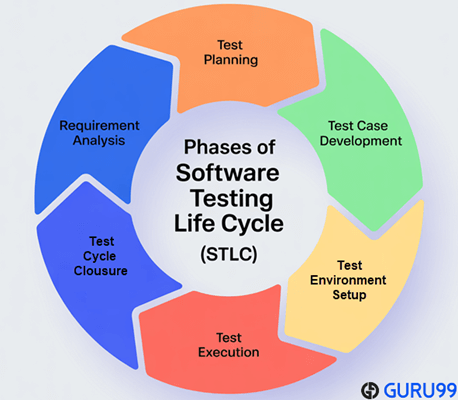 Phases of
Software
Testing
Life Cycle
(STLC)
Requirement
Analysis
Test
Planning
Test Case
Development
Test
Environment
Setup
Test
Execution
Test
Cycle
Clousure
GURU99